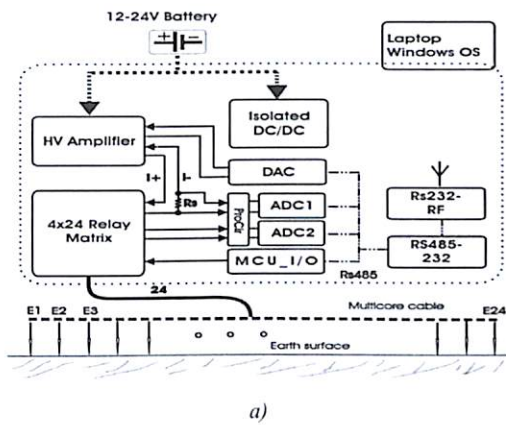 12-24V Battery
+ −
Laptop
Windows OS
HV Amplifier
Isolated
DC/DC
I+
I-
Rs
DAC
4x24 Relay
Matrix
ProCir
ADC1
ADC2
MCU_I/O
Rs485
Rs232-
RF
RS485-
232
24
Multicore cable
E1 E2 E3 E24
Earth surface
a)